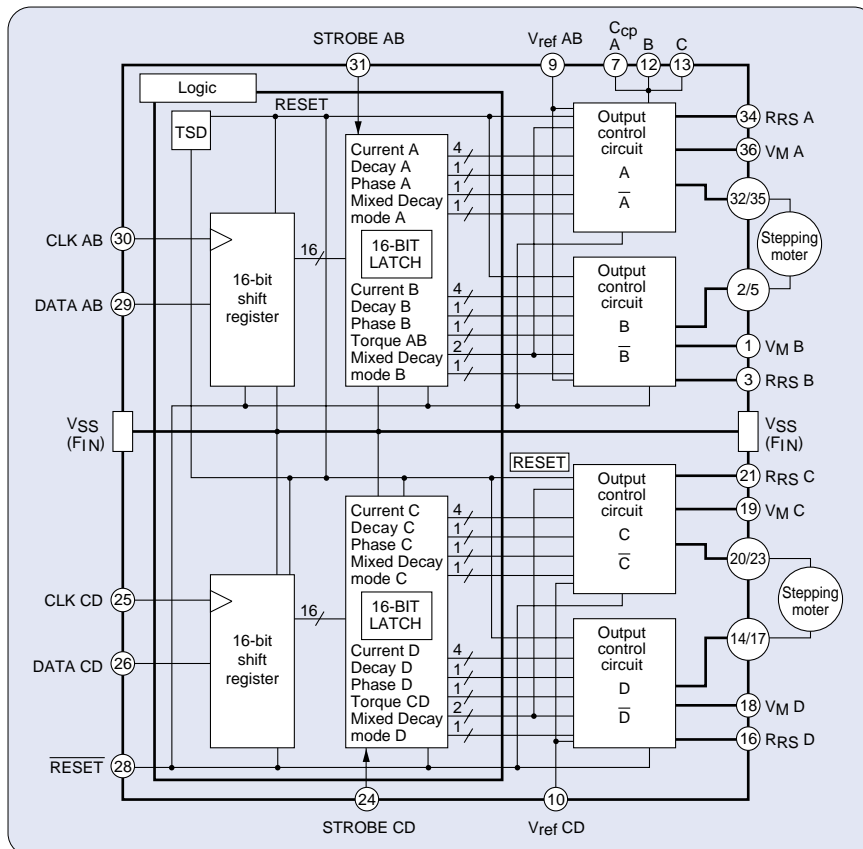 STROBE AB
Vref AB
CCP
A B C
31
9
7
12
13
Logic
RESET
TSD
Current A
Decay A
Phase A
Mixed Decay
mode A
4
1
1
1
Output
control
circuit
A
A
34
RRS A
36
VM A
32/35
Stepping
moter
CLK AB
30
16-bit
shift
register
16
16-BIT
LATCH
DATA AB
29
Current B
Decay B
Phase B
Torque AB
Mixed Decay
mode B
4
1
1
2
1
Output
control
circuit
B
B
2/5
1
VM B
3
RRS B
VSS
(FIN)
VSS
(FIN)
RESET
21
RRS C
19
VM C
Current C
Decay C
Phase C
Mixed Decay
mode C
4
1
1
1
Output
control
circuit
C
C
20/23
Stepping
moter
CLK CD
25
16-bit
shift
register
16
16-BIT
LATCH
DATA CD
26
Current D
Decay D
Phase D
Torque CD
Mixed Decay
mode D
4
1
1
2
1
Output
control
circuit
D
D
14/17
18
VM D
16
RRS D
RESET
28
24
10
STROBE CD
Vref CD